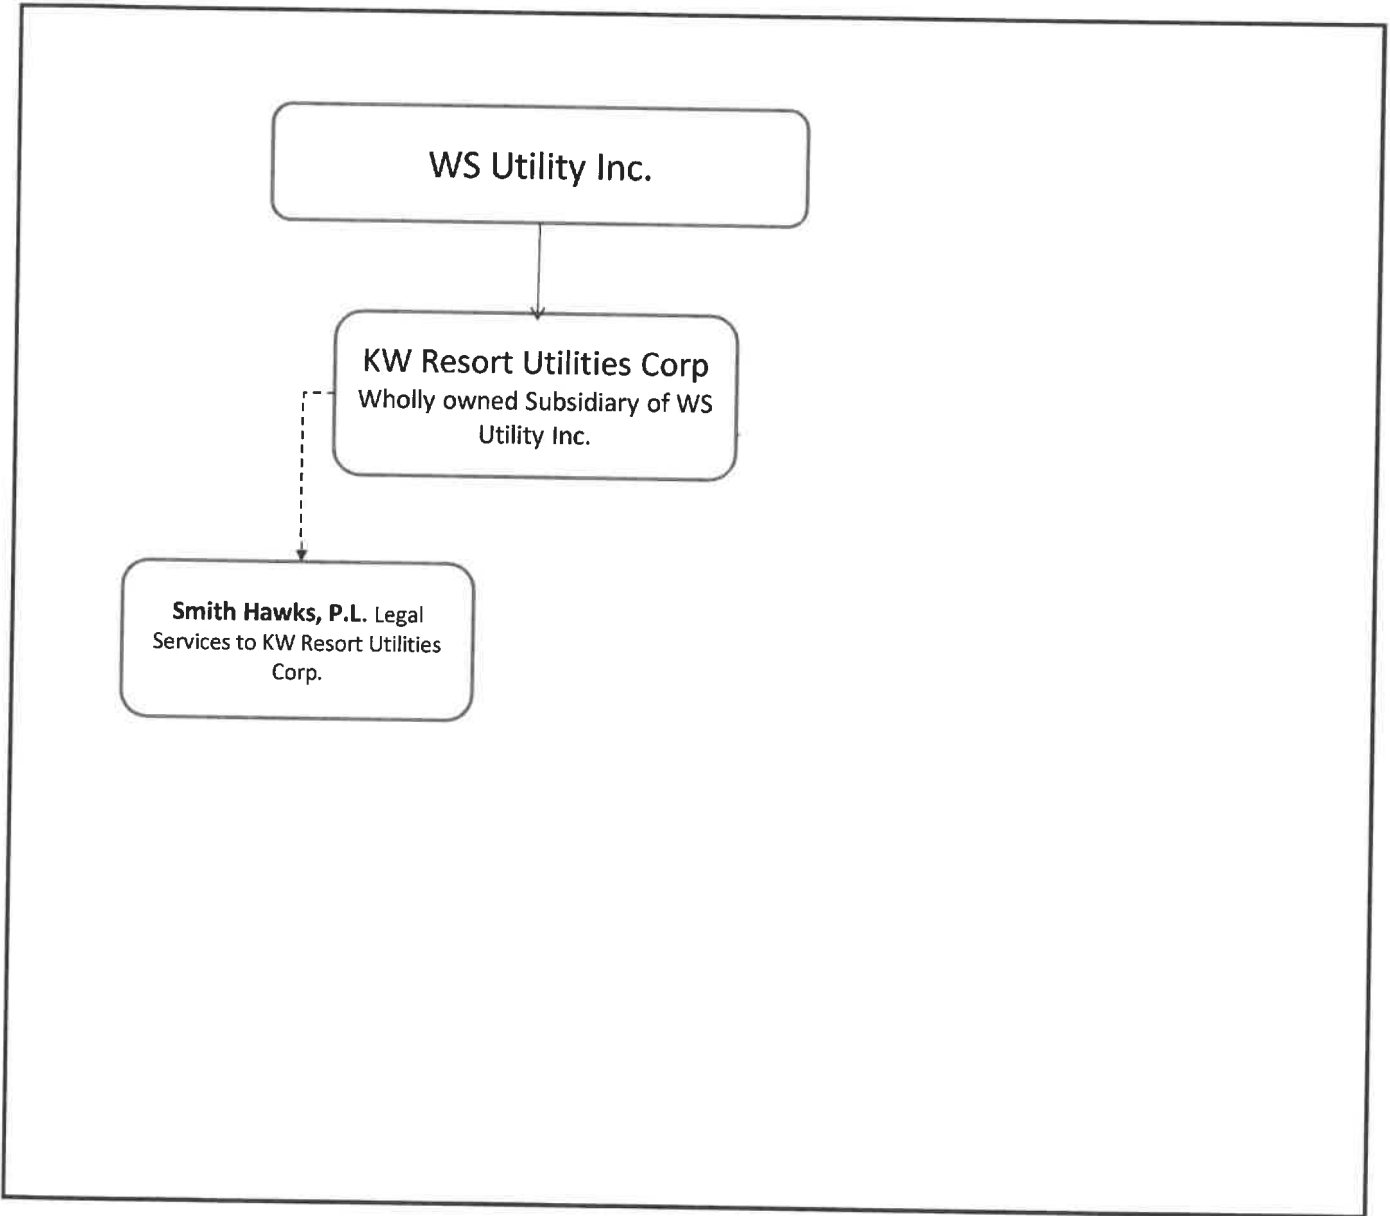 WS Utility Inc.
KW Resort Utilities Corp
Wholly owned Subsidiary of WS
Utility Inc.
Smith Hawks, P.L. Legal
Services to KW Resort Utilities
Corp.